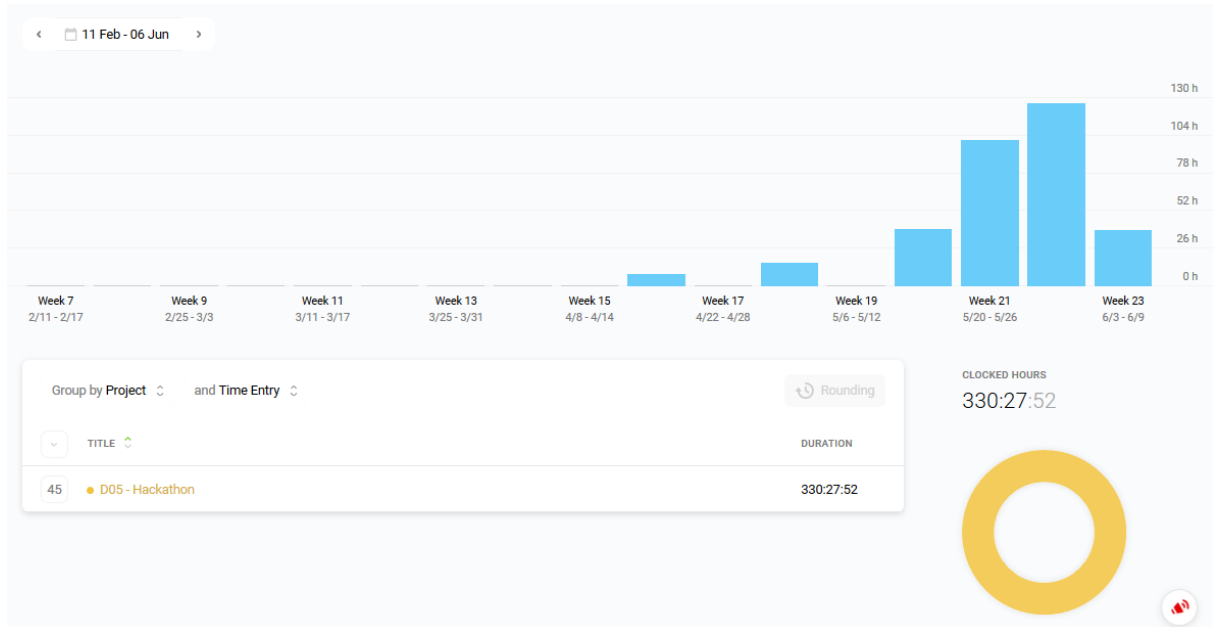 11 Feb - 06 Jun
130 h
104 h
78 h
52 h
26 h
0 h
Week 7 Week 9 Week 11 Week 13 Week 15 Week 17 Week 19 Week 21 Week 23
2/11 - 2/17 2/25 - 3/3 3/11 - 3/17 3/25 - 3/31 4/8 - 4/14 4/22 - 4/28 5/6 - 5/12 5/20 - 5/26 6/3 - 6/9
Group by Project and Time Entry Rounding
TITLE DURATION
45 D05 - Hackathon 330:27:52
CLOCKED HOURS
330:27:52